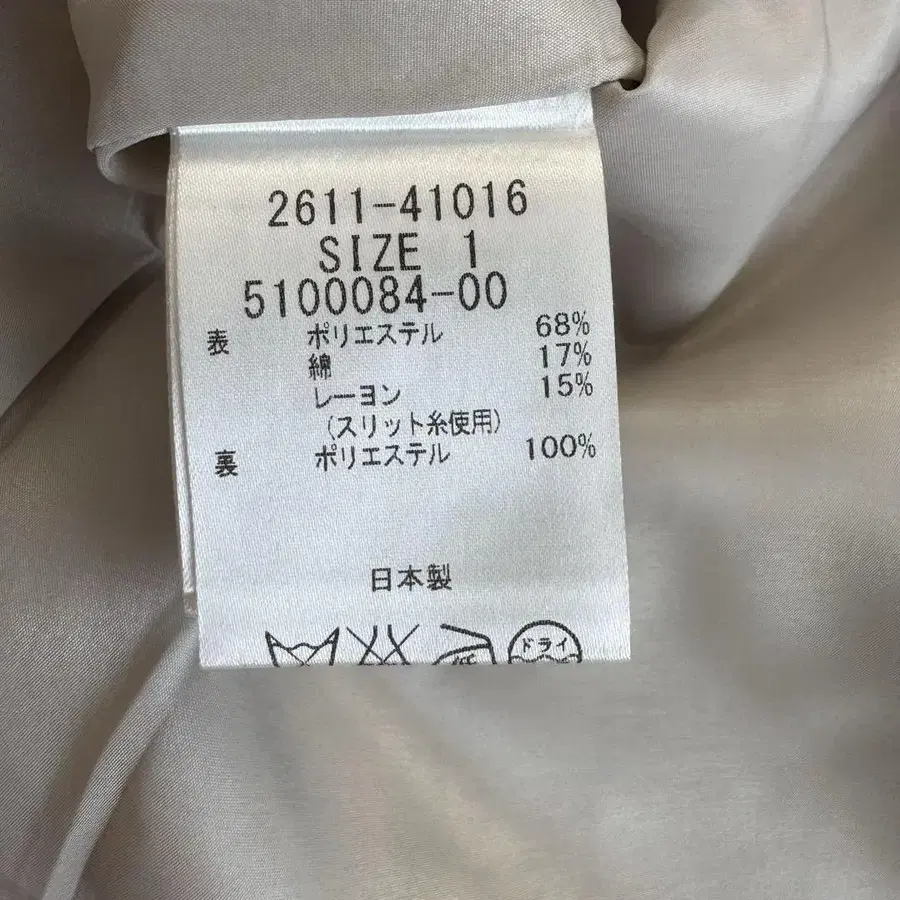 2611-41016
SIZE 1
5100084-00
表 ポリエステル 68%
綿 17%
レーヨン 15%
(スリット糸使用)
裏 ポリエステル 100%
日本製
ドライ